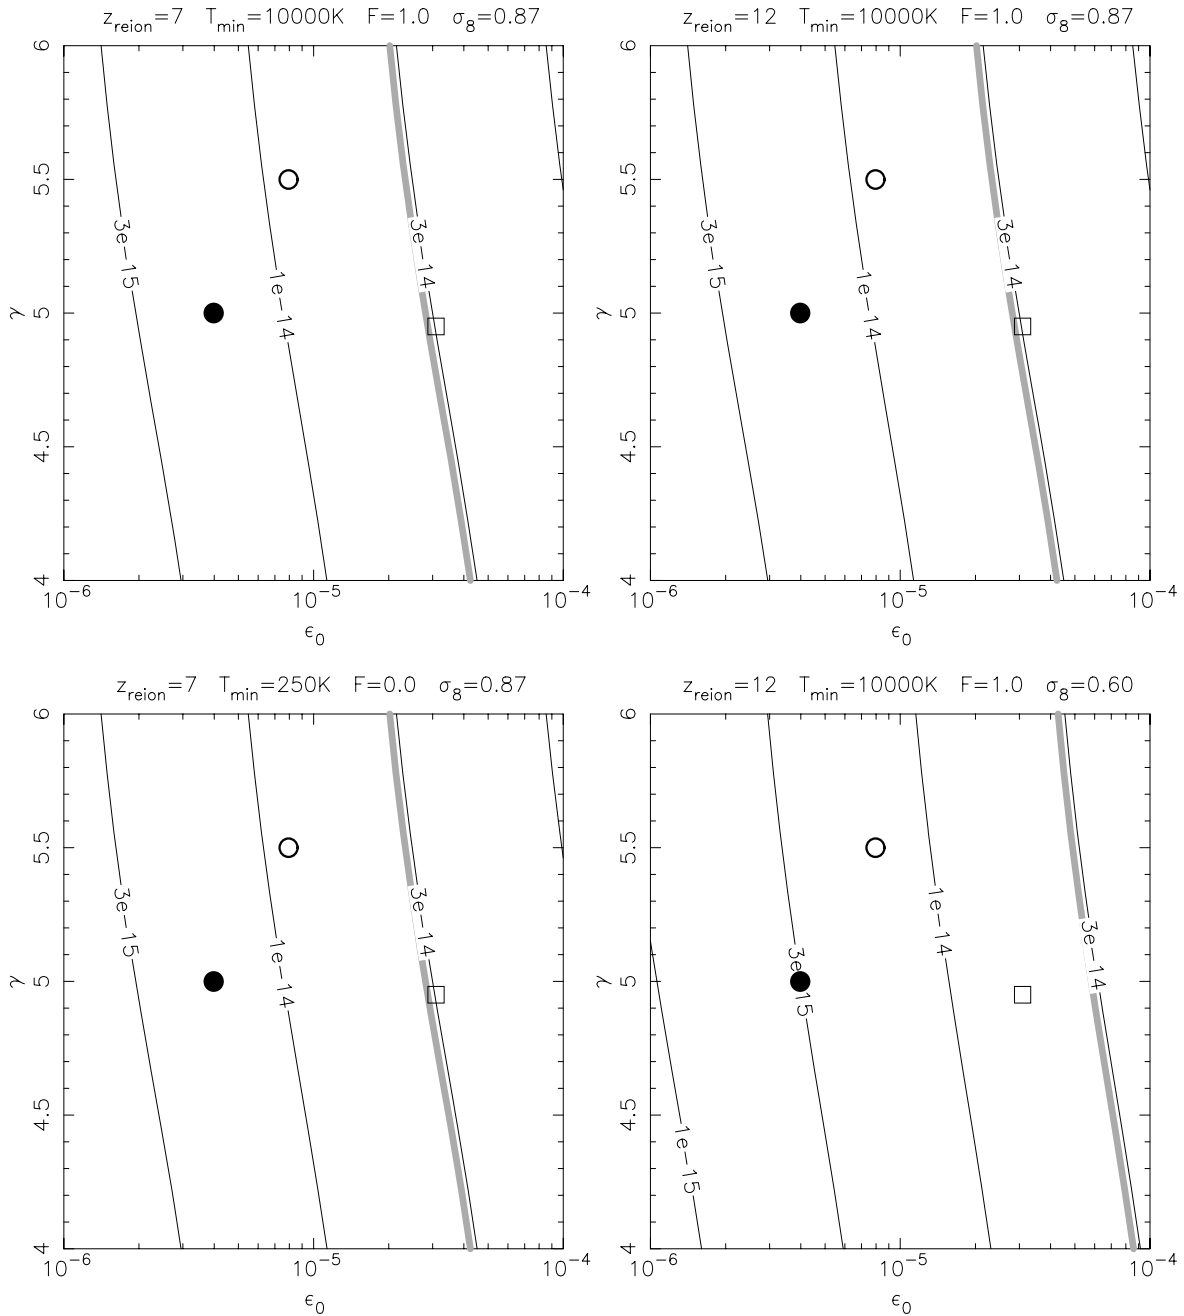 z_reion=7 T_min=10000K F=1.0 σ_8=0.87
6
5.5
5
4.5
4
γ
3e−15
1e−14
3e−14
10^−6
10^−5
10^−4
ε_0
z_reion=12 T_min=10000K F=1.0 σ_8=0.87
6
5.5
5
4.5
4
γ
3e−15
1e−14
3e−14
10^−6
10^−5
10^−4
ε_0
z_reion=7 T_min=250K F=0.0 σ_8=0.87
6
5.5
5
4.5
4
γ
3e−15
1e−14
3e−14
10^−6
10^−5
10^−4
ε_0
z_reion=12 T_min=10000K F=1.0 σ_8=0.60
6
5.5
5
4.5
4
γ
1e−15
3e−15
1e−14
3e−14
10^−6
10^−5
10^−4
ε_0